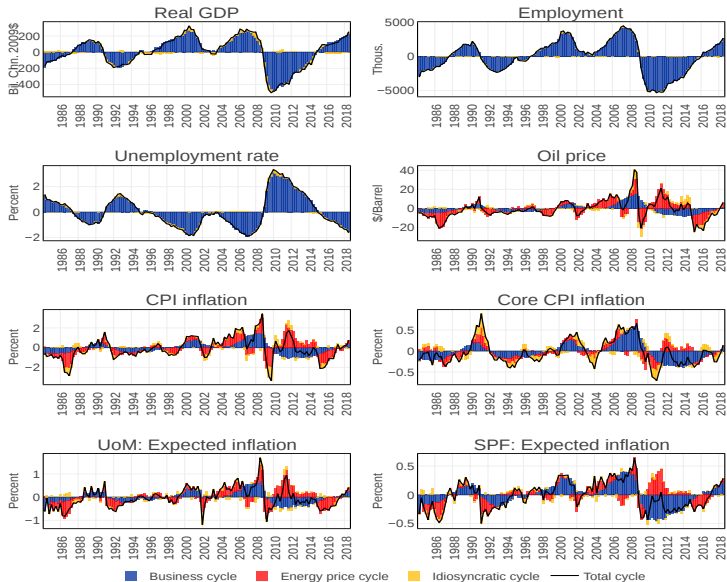 Real GDP
Employment
Bil. Chn. 2009$
200
0
−200
−400
Thous.
5000
0
−5000
1986 1988 1990 1992 1994 1996 1998 2000 2002 2004 2006 2008 2010 2012 2014 2016 2018
1986 1988 1990 1992 1994 1996 1998 2000 2002 2004 2006 2008 2010 2012 2014 2016 2018
Unemployment rate
Oil price
Percent
2
0
−2
$/Barrel
40
20
0
−20
1986 1988 1990 1992 1994 1996 1998 2000 2002 2004 2006 2008 2010 2012 2014 2016 2018
1986 1988 1990 1992 1994 1996 1998 2000 2002 2004 2006 2008 2010 2012 2014 2016 2018
CPI inflation
Core CPI inflation
Percent
2
0
−2
Percent
0.5
0
−0.5
1986 1988 1990 1992 1994 1996 1998 2000 2002 2004 2006 2008 2010 2012 2014 2016 2018
1986 1988 1990 1992 1994 1996 1998 2000 2002 2004 2006 2008 2010 2012 2014 2016 2018
UoM: Expected inflation
SPF: Expected inflation
Percent
1
0
−1
Percent
0.5
0
−0.5
1986 1988 1990 1992 1994 1996 1998 2000 2002 2004 2006 2008 2010 2012 2014 2016 2018
1986 1988 1990 1992 1994 1996 1998 2000 2002 2004 2006 2008 2010 2012 2014 2016 2018
Business cycle Energy price cycle Idiosyncratic cycle Total cycle